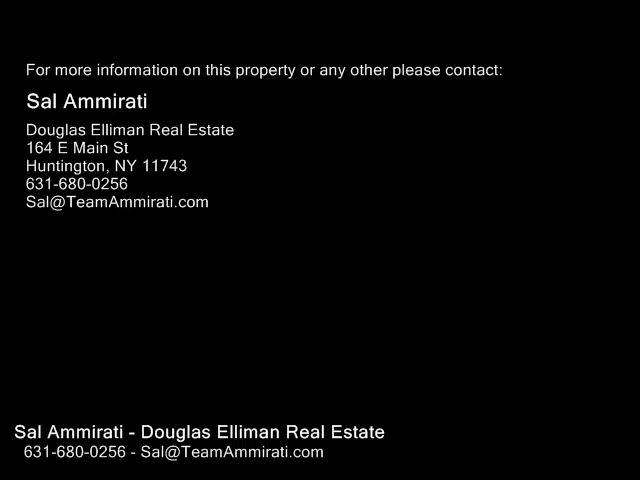 For more information on this property or any other please contact:
Sal Ammirati
Douglas Elliman Real Estate
164 E Main St
Huntington, NY 11743
631-680-0256
Sal@TeamAmmirati.com
Sal Ammirati - Douglas Elliman Real Estate
631-680-0256 - Sal@TeamAmmirati.com